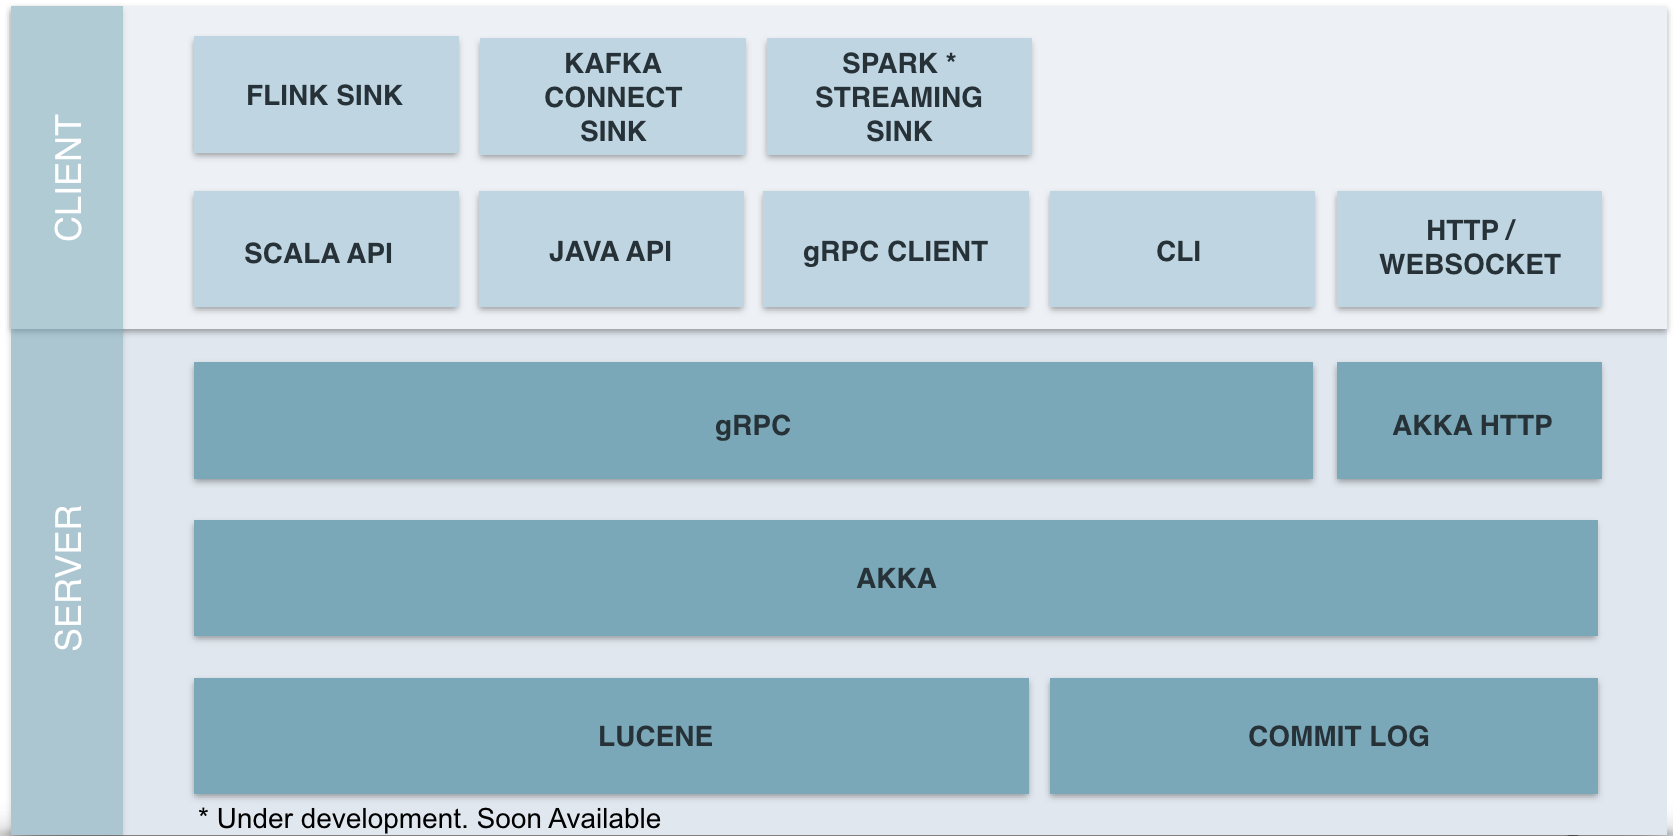 CLIENT
FLINK SINK
KAFKA
CONNECT
SINK
SPARK *
STREAMING
SINK
SCALA API
JAVA API
gRPC CLIENT
CLI
HTTP /
WEBSOCKET
SERVER
gRPC
AKKA HTTP
AKKA
LUCENE
COMMIT LOG
* Under development. Soon Available